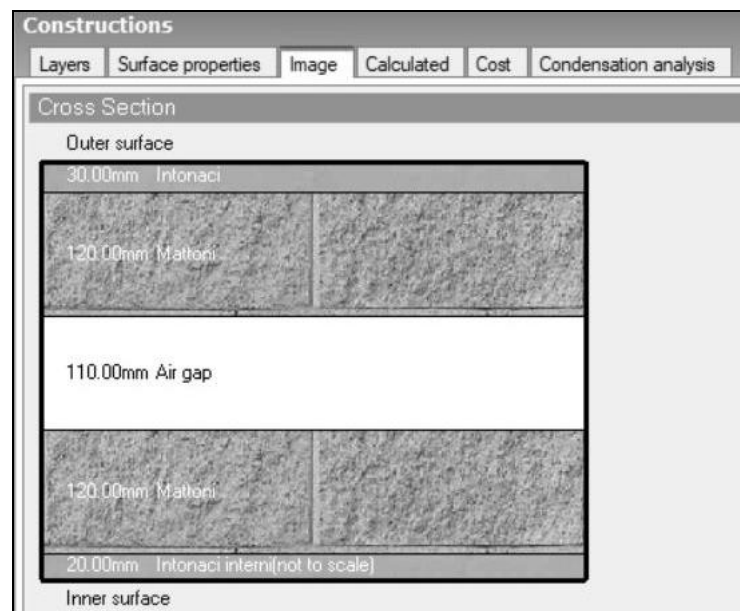 Constructions
Layers Surface properties Image Calculated Cost Condensation analysis
Cross Section
Outer surface
30.00mm Intonaci
120.00mm Mattoni
110.00mm Air gap
120.00mm Mattoni
20.00mm Intonaci interni(not to scale)
Inner surface